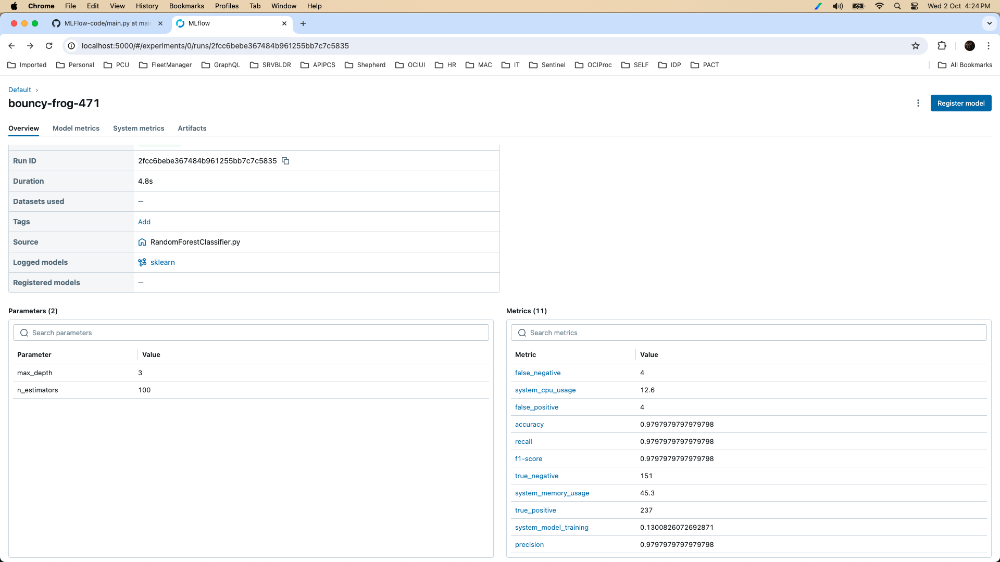 Chrome File Edit View History Bookmarks Profiles Tab Window Help Wed 2 Oct 4:24 PM
MLFlow-code/main.py at mai MLflow
localhost:5000/#/experiments/0/runs/2fcc6bebe367484b961255bb7c7c5835
Imported Personal PCU FleetManager GraphQL SRVBLDR APIPCS Shepherd OCIUI HR MAC IT Sentinel OCIProc SELF IDP PACT All Bookmarks
Default
bouncy-frog-471
Register model
Overview Model metrics System metrics Artifacts
Run ID 2fcc6bebe367484b961255bb7c7c5835
Duration 4.8s
Datasets used —
Tags Add
Source RandomForestClassifier.py
Logged models sklearn
Registered models —
Parameters (2)
Search parameters
Parameter Value
max_depth 3
n_estimators 100
Metrics (11)
Search metrics
Metric Value
false_negative 4
system_cpu_usage 12.6
false_positive 4
accuracy 0.9797979797979798
recall 0.9797979797979798
f1-score 0.9797979797979798
true_negative 151
system_memory_usage 45.3
true_positive 237
system_model_training 0.1300826072692871
precision 0.9797979797979798